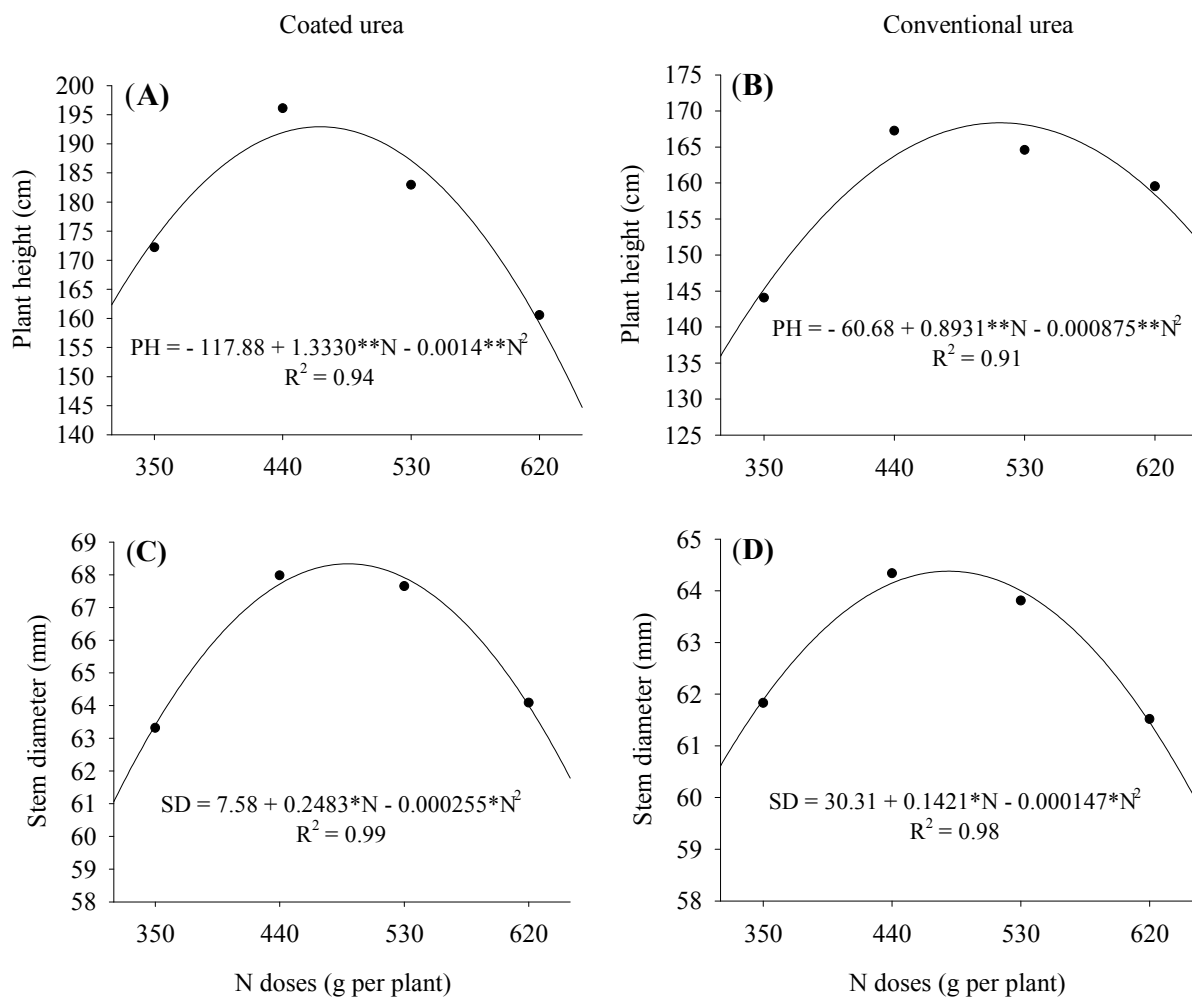 Coated urea
Conventional urea
(A)
Plant height (cm)
200
195
190
185
180
175
170
165
160
155
150
145
140
PH = - 117.88 + 1.3330**N - 0.0014**N²
R² = 0.94
350 440 530 620
(B)
Plant height (cm)
175
170
165
160
155
150
145
140
135
130
125
PH = - 60.68 + 0.8931**N - 0.000875**N²
R² = 0.91
350 440 530 620
(C)
Stem diameter (mm)
69
68
67
66
65
64
63
62
61
60
59
58
SD = 7.58 + 0.2483*N - 0.000255*N²
R² = 0.99
350 440 530 620
N doses (g per plant)
(D)
Stem diameter (mm)
65
64
63
62
61
60
59
58
SD = 30.31 + 0.1421*N - 0.000147*N²
R² = 0.98
350 440 530 620
N doses (g per plant)